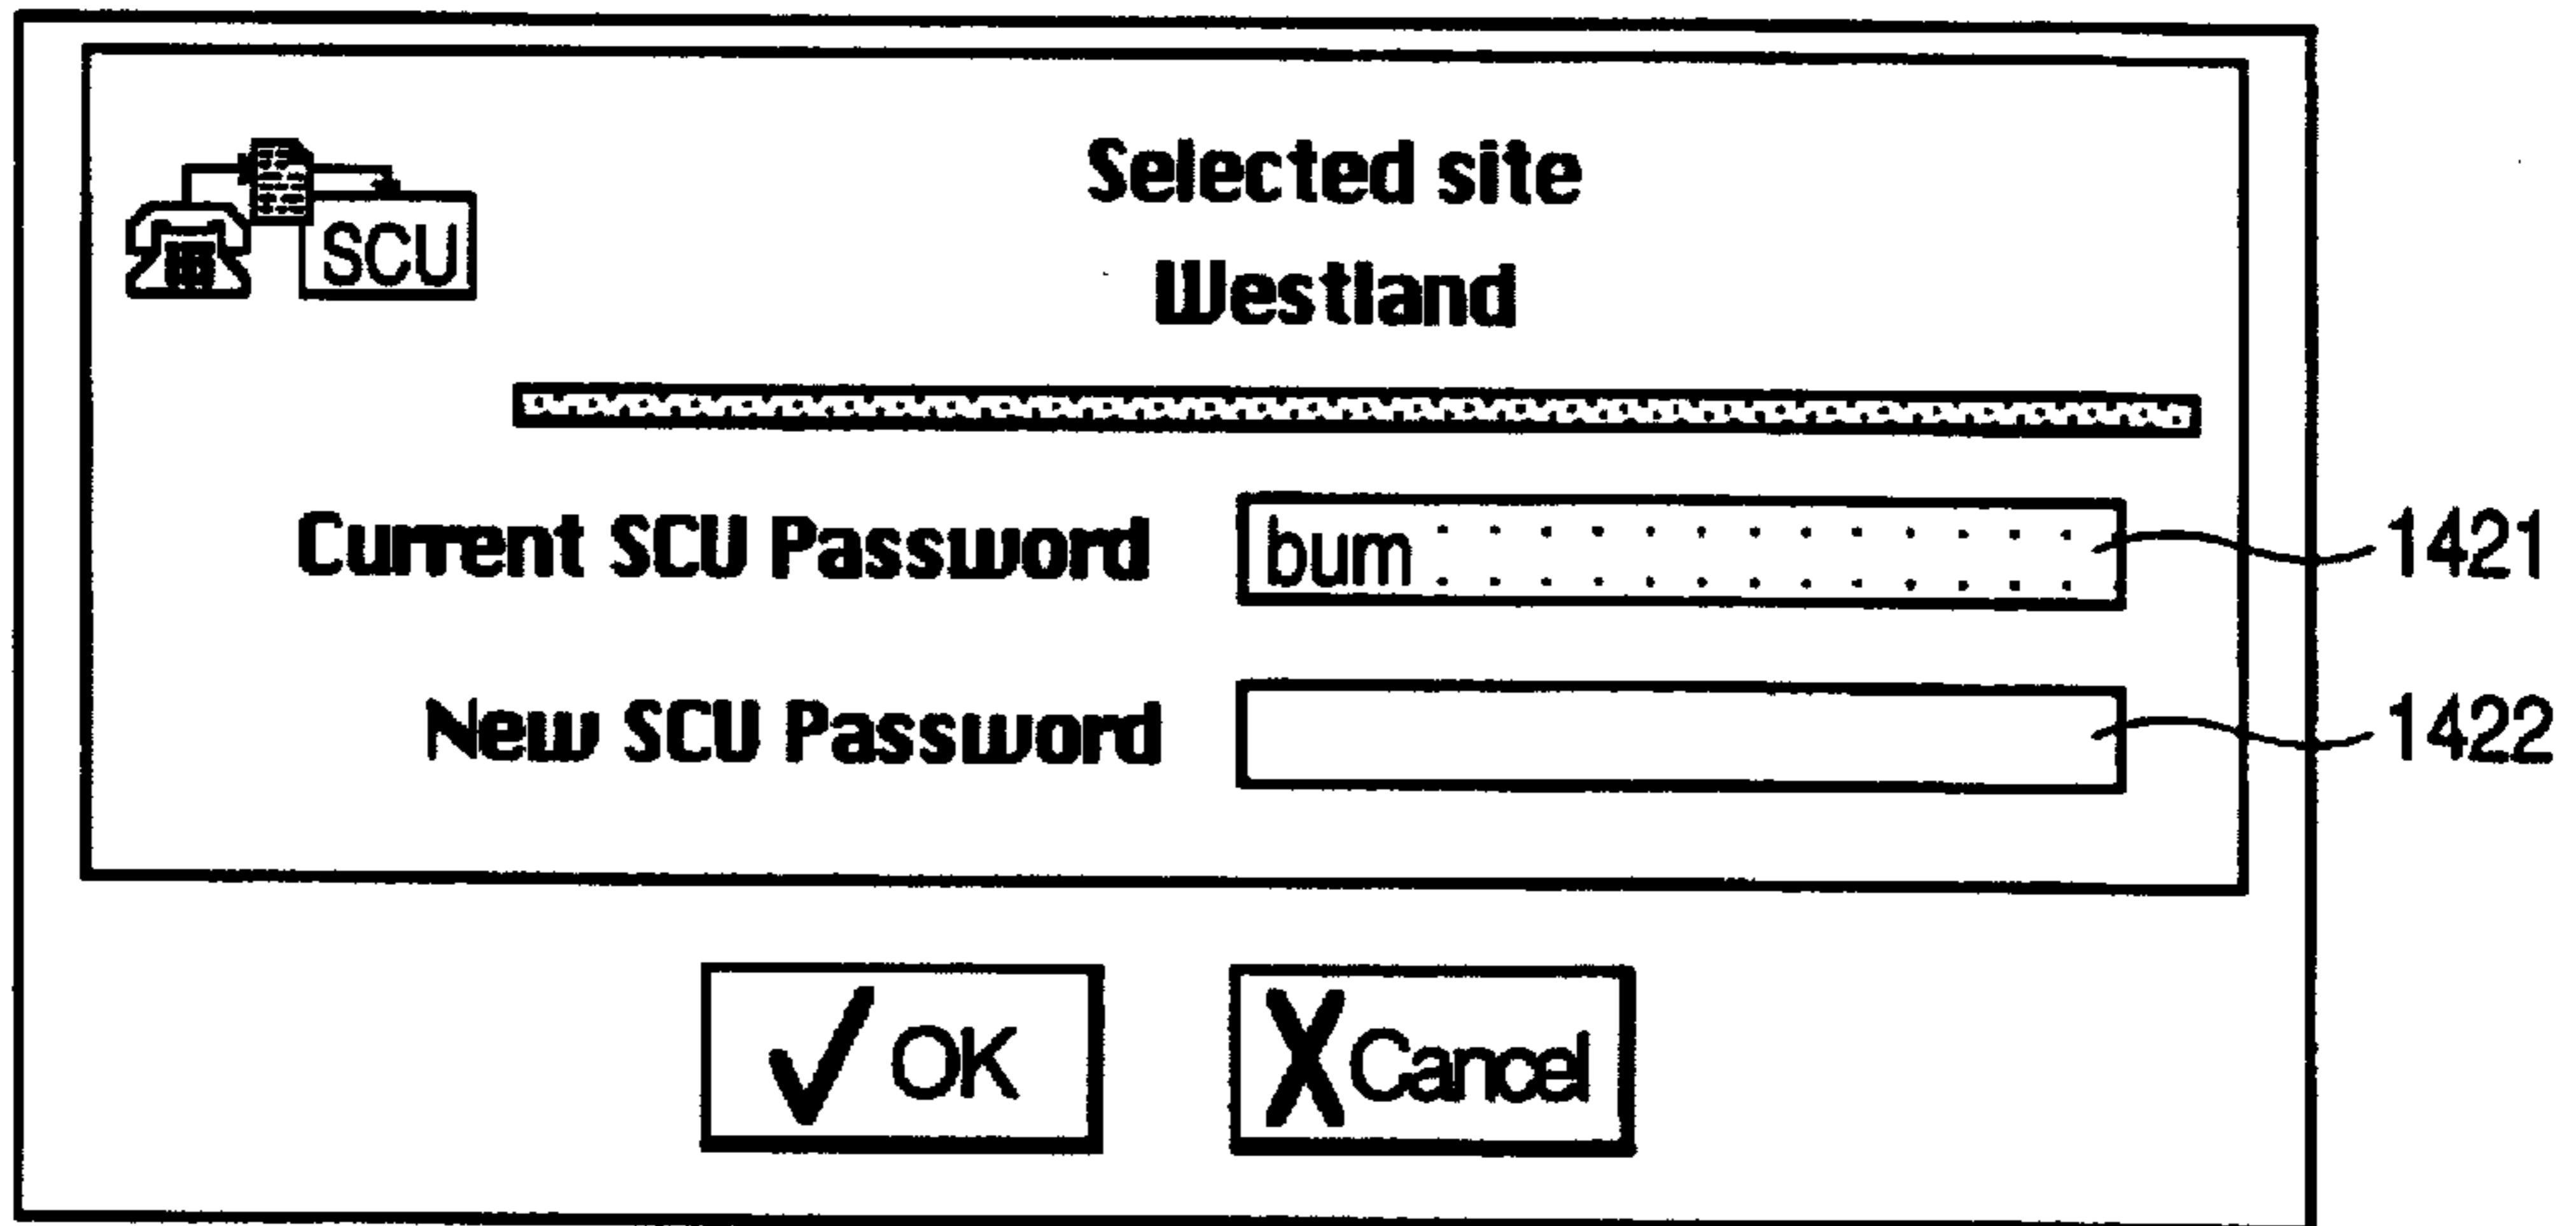 SCU
Selected site
Westland
Current SCU Password bum 1421
New SCU Password 1422
OK Cancel